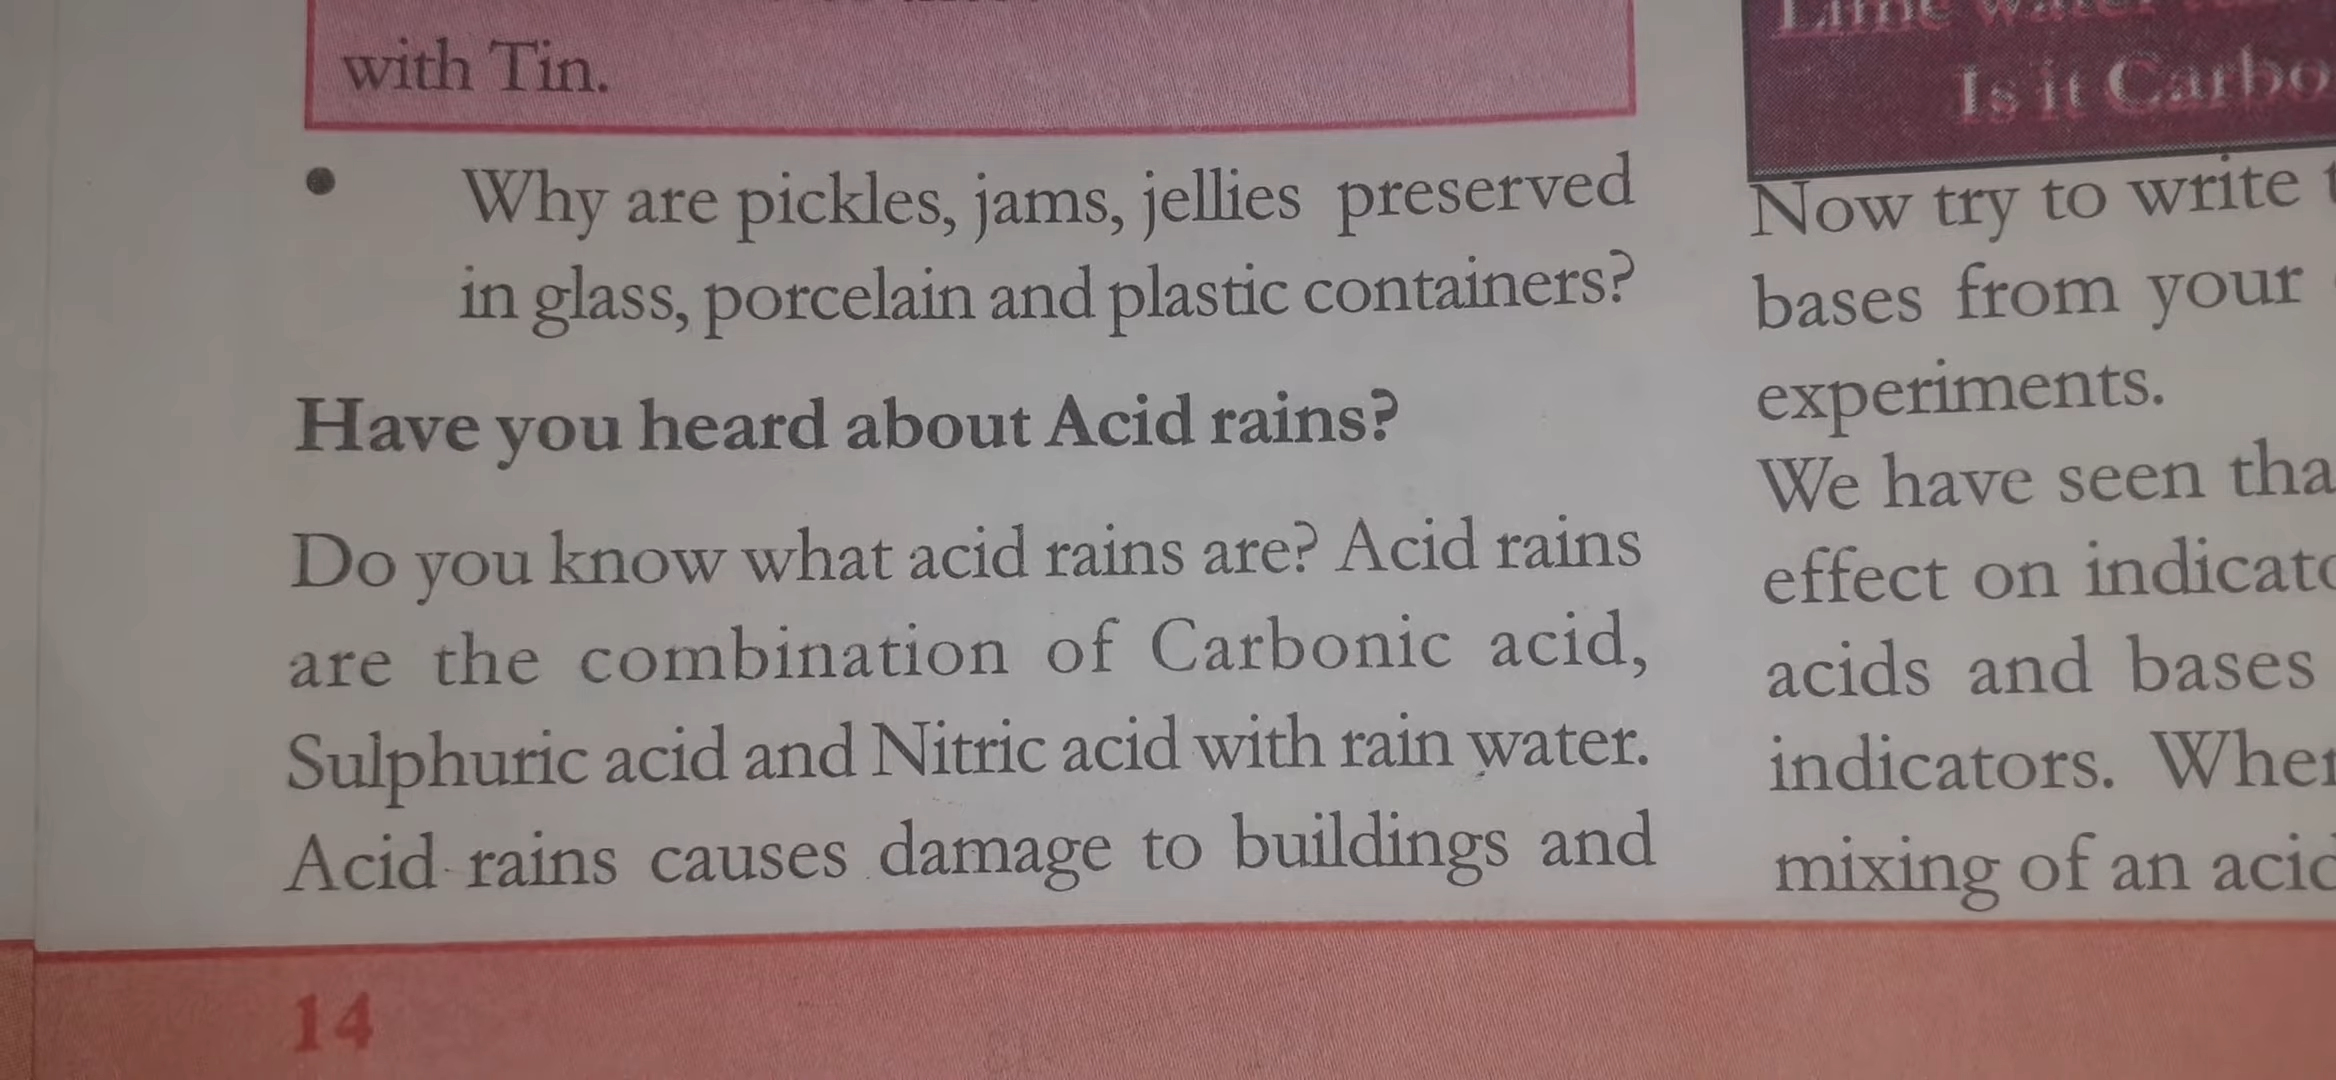 with Tin.
• Why are pickles, jams, jellies preserved
in glass, porcelain and plastic containers?
Have you heard about Acid rains?
Do you know what acid rains are? Acid rains
are the combination of Carbonic acid,
Sulphuric acid and Nitric acid with rain water.
Acid rains causes damage to buildings and
14
Lime water
Is it
Now try to write
bases from your
experiments.
We have seen
effect on
acids and bases
indicators.
mixing of an